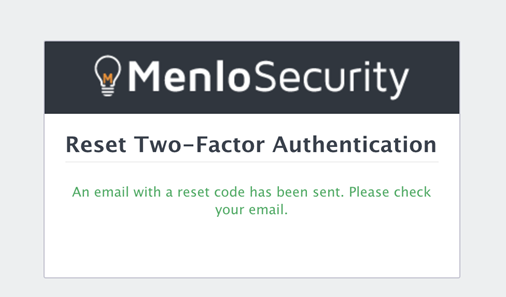 MenloSecurity
Reset Two-Factor Authentication
An email with a reset code has been sent. Please check
your email.